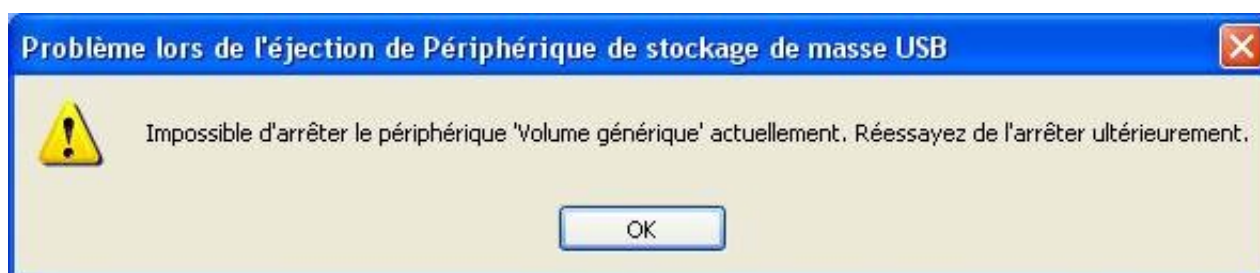 Problème lors de l'éjection de Périphérique de stockage de masse USB
Impossible d'arrêter le périphérique 'Volume générique' actuellement. Réessayez de l'arrêter ultérieurement.
OK